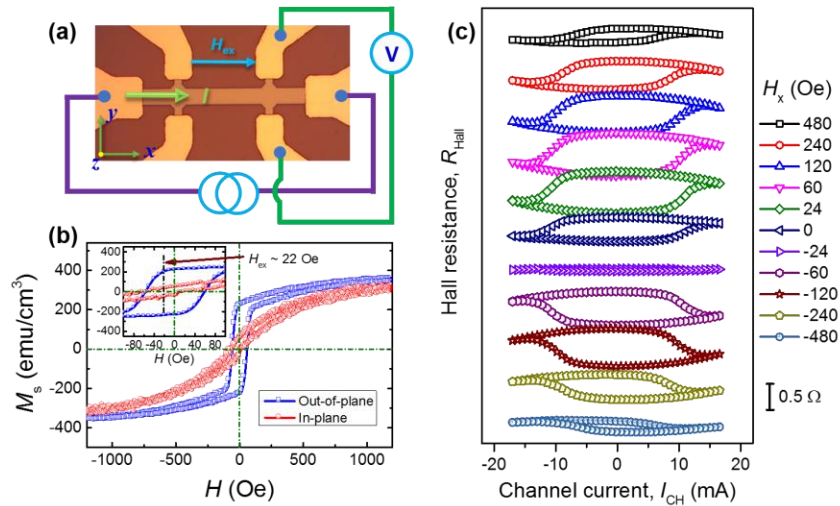 (a)
H_ex
I
V
y
z
x
(b)
400
200
0
-200
-400
M_s (emu/cm³)
-1000
-500
0
500
1000
H (Oe)
400
200
0
-200
-400
-80
-40
0
40
80
H (Oe)
H_ex ~ 22 Oe
Out-of-plane
In-plane
(c)
Hall resistance, R_Hall
-20
-10
0
10
20
Channel current, I_CH (mA)
H_x (Oe)
480
240
120
60
24
0
-24
-60
-120
-240
-480
0.5 Ω